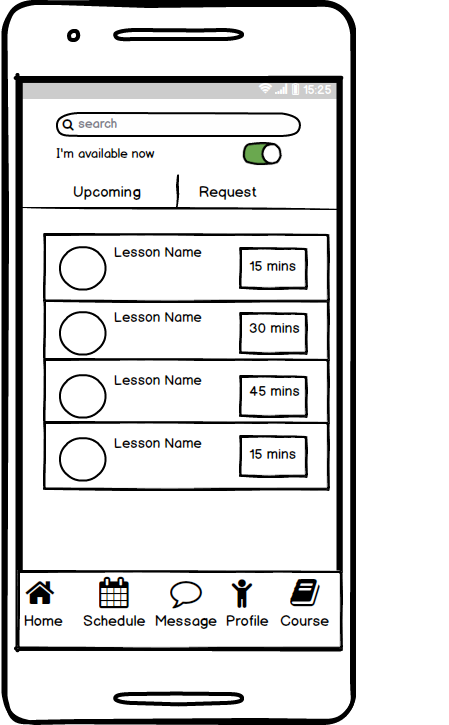 15:25
search
I'm available now
Upcoming Request
Lesson Name
15 mins
Lesson Name
30 mins
Lesson Name
45 mins
Lesson Name
15 mins
Home Schedule Message Profile Course